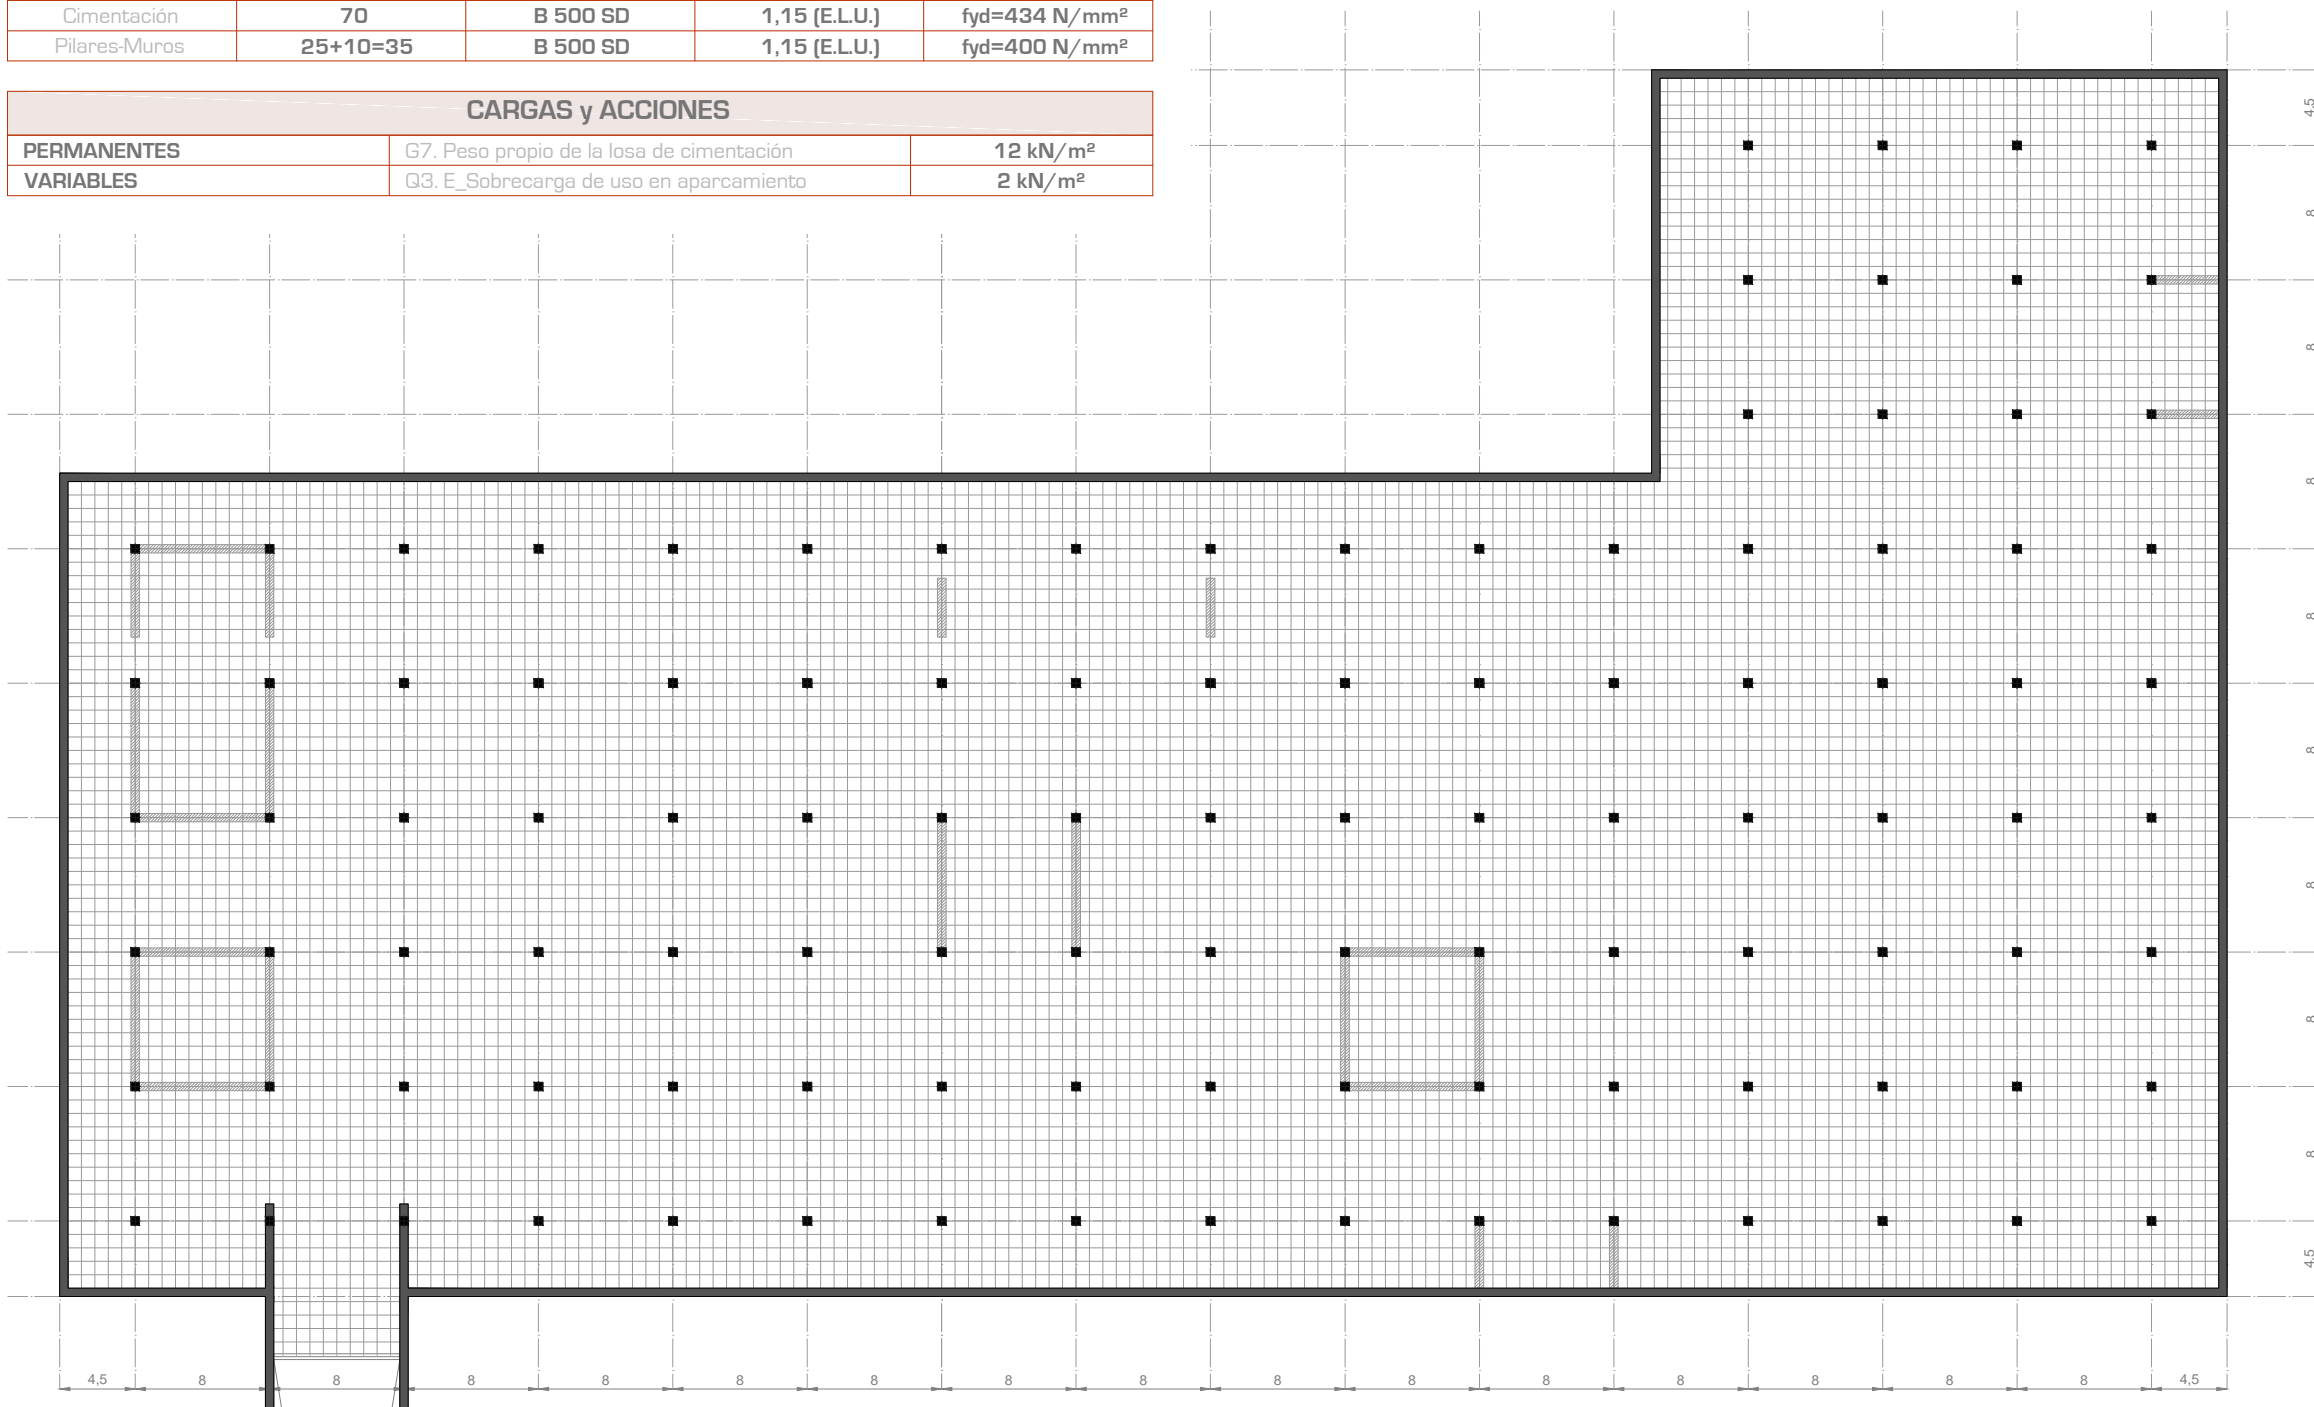 Cimentación 70 B 500 SD 1,15 (E.L.U.) fyd=434 N/mm²
Pilares-Muros 25+10=35 B 500 SD 1,15 (E.L.U.) fyd=400 N/mm²
CARGAS y ACCIONES
PERMANENTES G7. Peso propio de la losa de cimentación 12 kN/m²
VARIABLES Q3. E_Sobrecarga de uso en aparcamiento 2 kN/m²
4,5
8
8
8
8
8
8
8
8
4,5
4,5 8 8 8 8 8 8 8 8 8 8 8 8 8 8 8 4,5